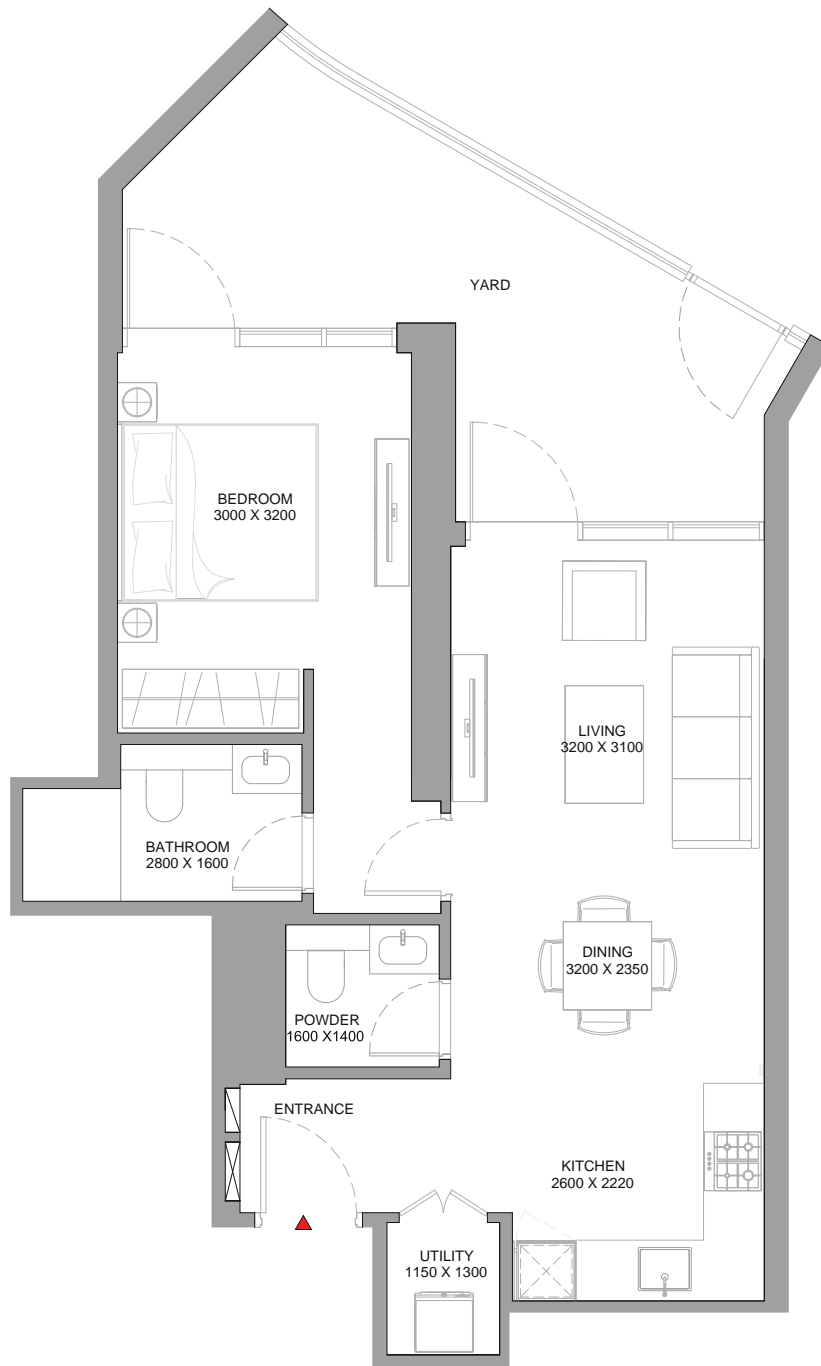 YARD
BEDROOM
3000 X 3200
LIVING
3200 X 3100
BATHROOM
2800 X 1600
DINING
3200 X 2350
POWDER
1600 X1400
ENTRANCE
KITCHEN
2600 X 2220
UTILITY
1150 X 1300